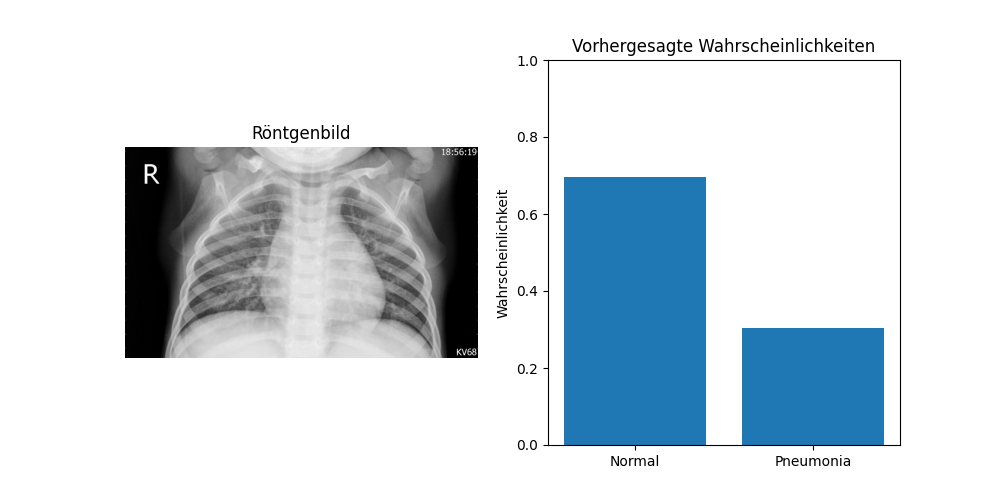 Röntgenbild
R
18:56:19
KV68
Vorhergesagte Wahrscheinlichkeiten
Wahrscheinlichkeit
1.0
0.8
0.6
0.4
0.2
0.0
Normal
Pneumonia